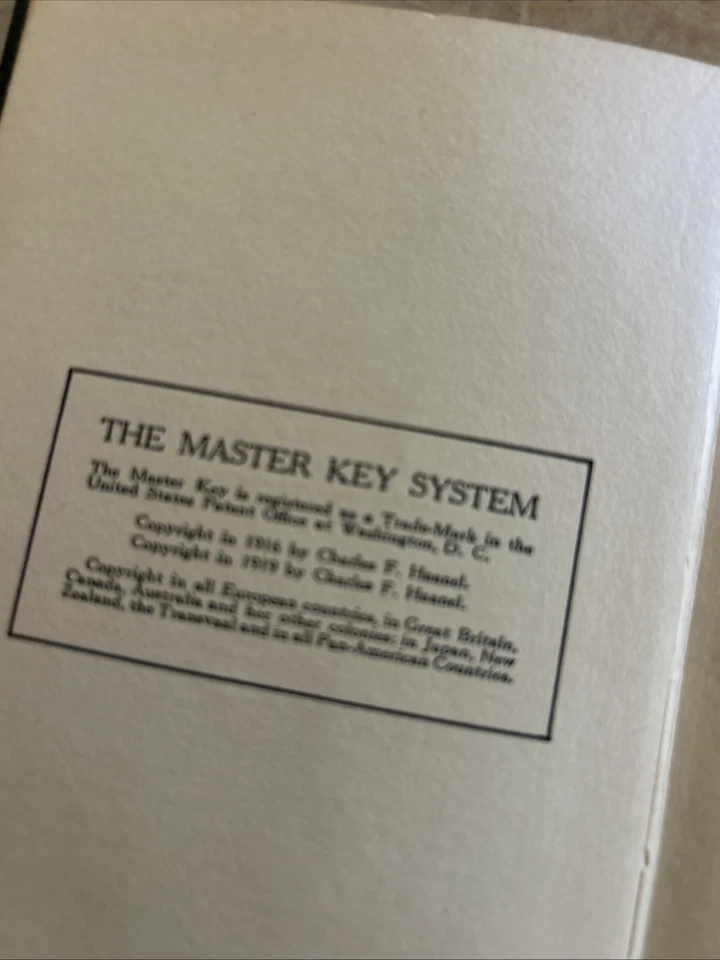 THE MASTER KEY SYSTEM
The Master Key is registered as a Trade-Mark in the
United States Patent Office at Washington, D. C.
Copyright in 1916 by Charles F. Haanel.
Copyright in 1919 by Charles F. Haanel.
Copyright in all European countries, in Great Britain,
Canada, Australia and her other colonies: in Japan, New
Zealand, the Transvaal and in all Pan-American Countries.